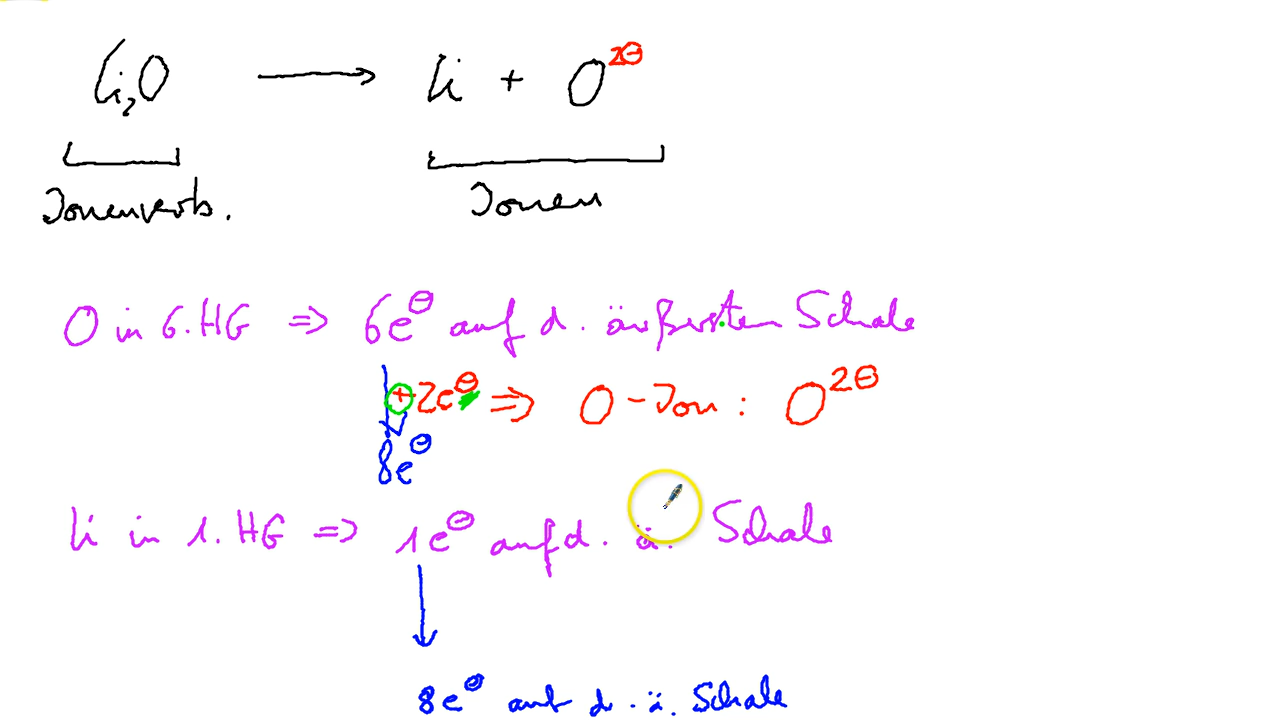 Li₂O ⟶ Li + O²⊖
Ionenverb. Ionen
O in 6. HG ⇒ 6e⊖ auf d. äußersten Schale
+2e⊖ ⇒ O-Ion: O²⊖
8e⊖
Li in 1. HG ⇒ 1e⊖ auf d. ä. Schale
8e⊖ auf d. ä. Schale